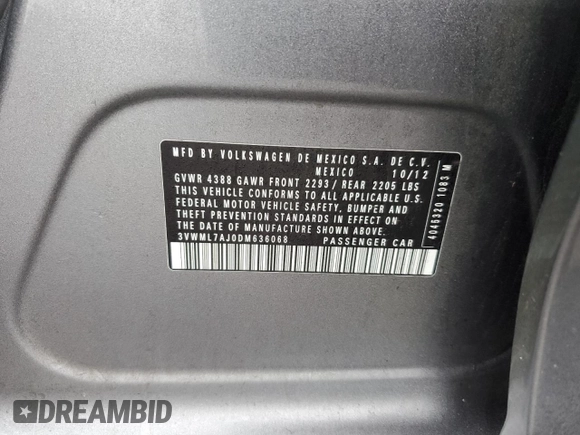 MFD BY VOLKSWAGEN DE MEXICO S.A. DE C.V.
MEXICO 10/12
GVWR 4388 GAWR FRONT 2293/ REAR 2205 LBS
THIS VEHICLE CONFORMS TO ALL APPLICABLE U.S.
FEDERAL MOTOR VEHICLE SAFETY, BUMPER AND
THEFT PREVENTION STANDARDS IN EFFECT ON
THE DATE OF MANUFACTURE SHOWN ABOVE.
3VWML7AJ0DM636068 PASSENGER CAR
4045320 1083 M
DREAMBID